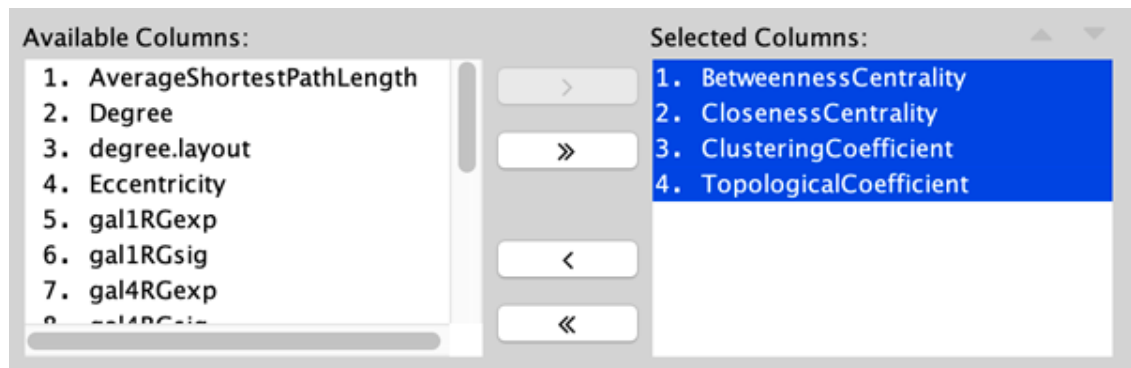 Available Columns:
1. AverageShortestPathLength
2. Degree
3. degree.layout
4. Eccentricity
5. gal1RGexp
6. gal1RGsig
7. gal4RGexp
>
»
<
«
Selected Columns:
1. BetweennessCentrality
2. ClosenessCentrality
3. ClusteringCoefficient
4. TopologicalCoefficient